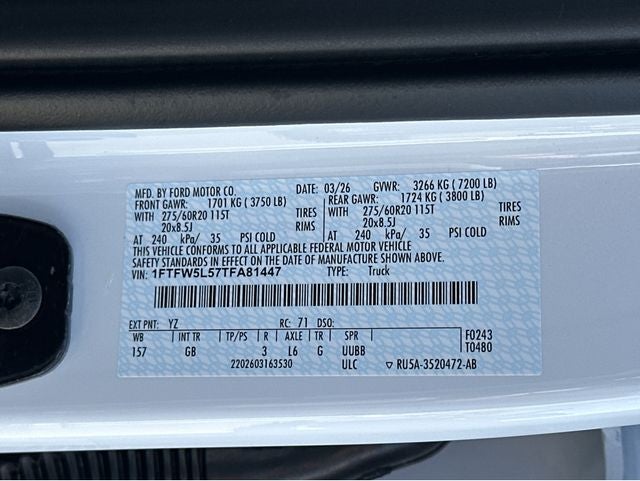 MFD. BY FORD MOTOR CO. DATE: 03/26 GVWR: 3266 KG ( 7200 LB)
FRONT GAWR: 1701 KG ( 3750 LB) REAR GAWR: 1724 KG ( 3800 LB)
WITH 275/60R20 115T TIRES WITH 275/60R20 115T TIRES
20x8.5J RIMS 20x8.5J RIMS
AT 240 kPa/ 35 PSI COLD AT 240 kPa/ 35 PSI COLD
THIS VEHICLE CONFORMS TO ALL APPLICABLE FEDERAL MOTOR VEHICLE
SAFETY STANDARDS IN EFFECT ON THE DATE OF MANUFACTURE SHOWN ABOVE.
VIN: 1FTFW5L57TFA81447 TYPE: Truck
EXT PNT: YZ RC: 71 DSO:
WB INT TR TP/PS R AXLE TR SPR F0243
157 GB 3 L6 G UUBB T0480
2202603163530 ULC ▽ RU5A-3520472-AB